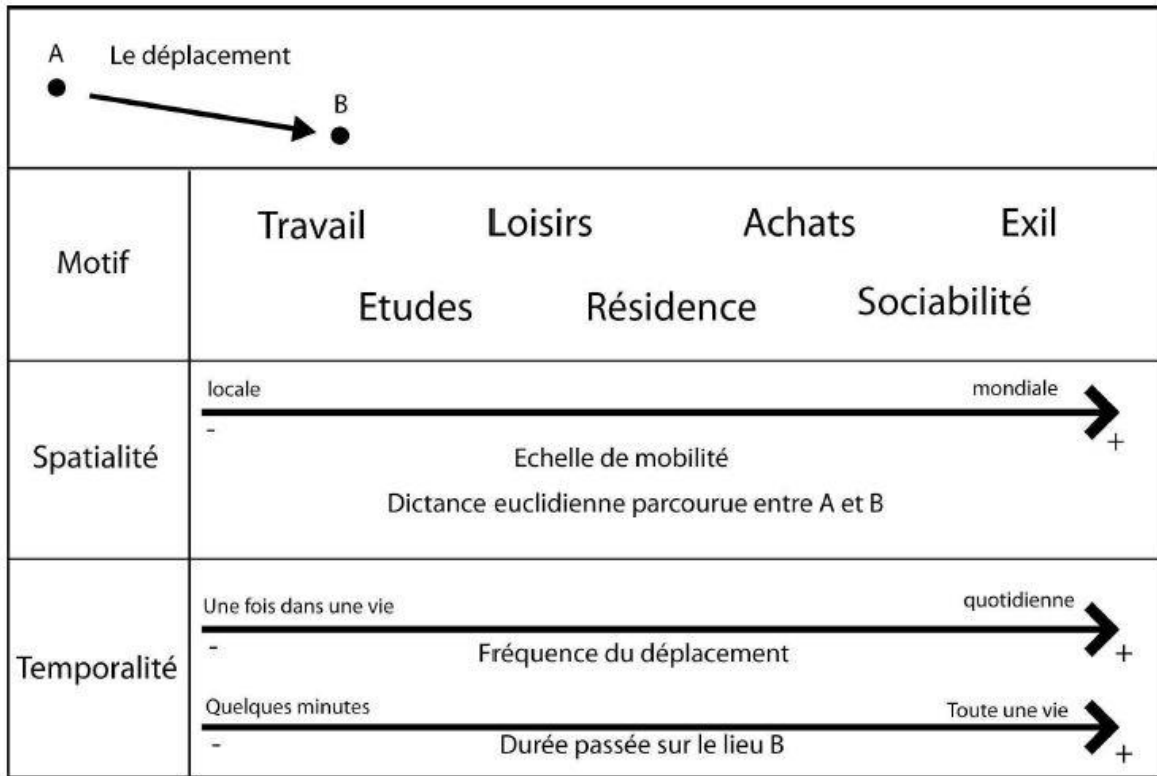 A
Le déplacement
B
Motif
Travail
Loisirs
Achats
Exil
Etudes
Résidence
Sociabilité
Spatialité
locale
mondiale
-
+
Echelle de mobilité
Dictance euclidienne parcourue entre A et B
Temporalité
Une fois dans une vie
quotidienne
-
+
Fréquence du déplacement
Quelques minutes
Toute une vie
-
+
Durée passée sur le lieu B